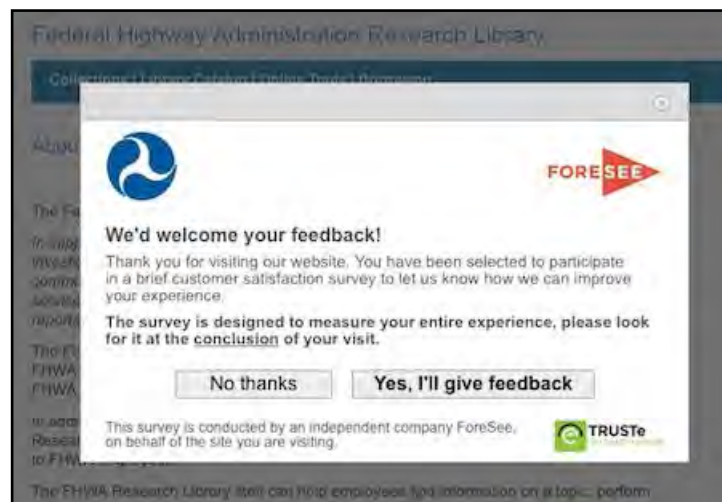 Federal Highway Administration Research Library
Collections | Library Catalog | Online Tools |
Abou
The Fe
FORESEE
We'd welcome your feedback!
Thank you for visiting our website. You have been selected to participate
in a brief customer satisfaction survey to let us know how we can improve
your experience.
The survey is designed to measure your entire experience, please look
for it at the conclusion of your visit.
No thanks
Yes, I'll give feedback
This survey is conducted by an independent company ForeSee,
on behalf of the site you are visiting.
TRUSTe
The FHWA Research Library itself can help employees find information on a topic, perform